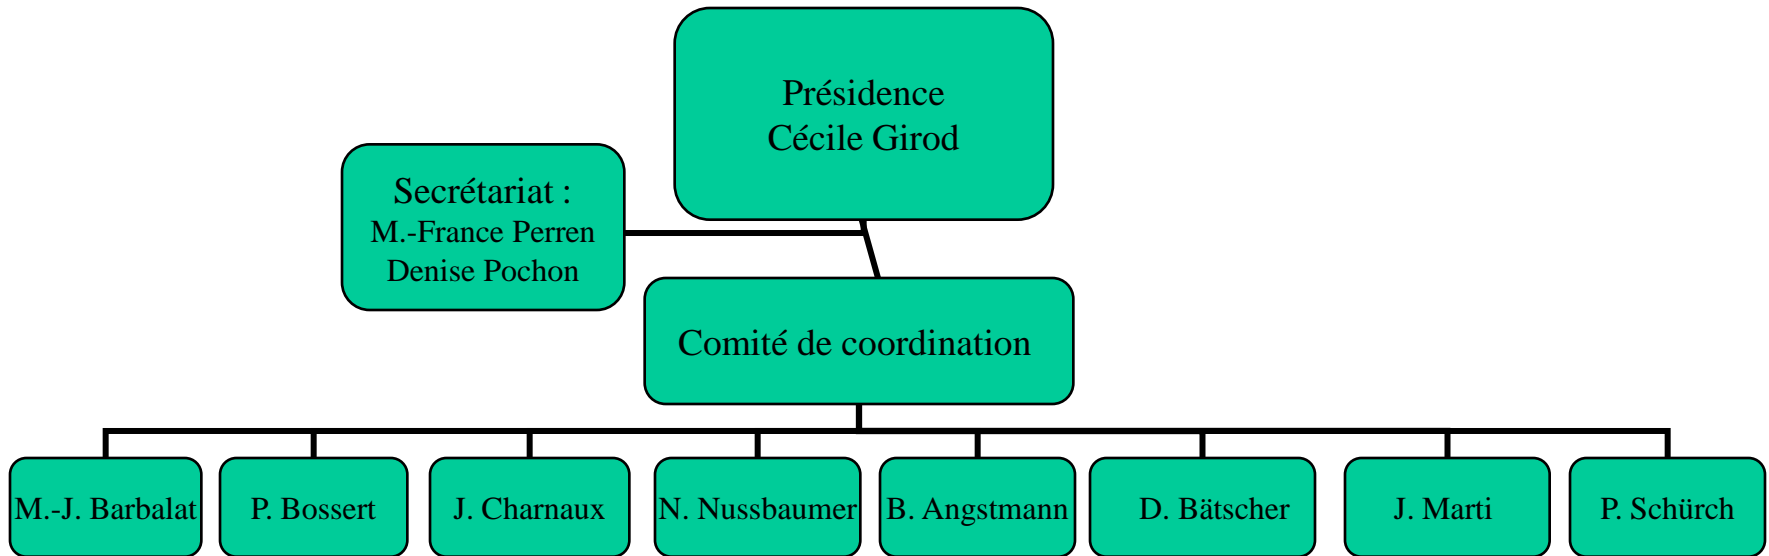 Présidence
Cécile Girod
Secrétariat :
M.-France Perren
Denise Pochon
Comité de coordination
M.-J. Barbalat
P. Bossert
J. Charnaux
N. Nussbaumer
B. Angstmann
D. Bätscher
J. Marti
P. Schürch